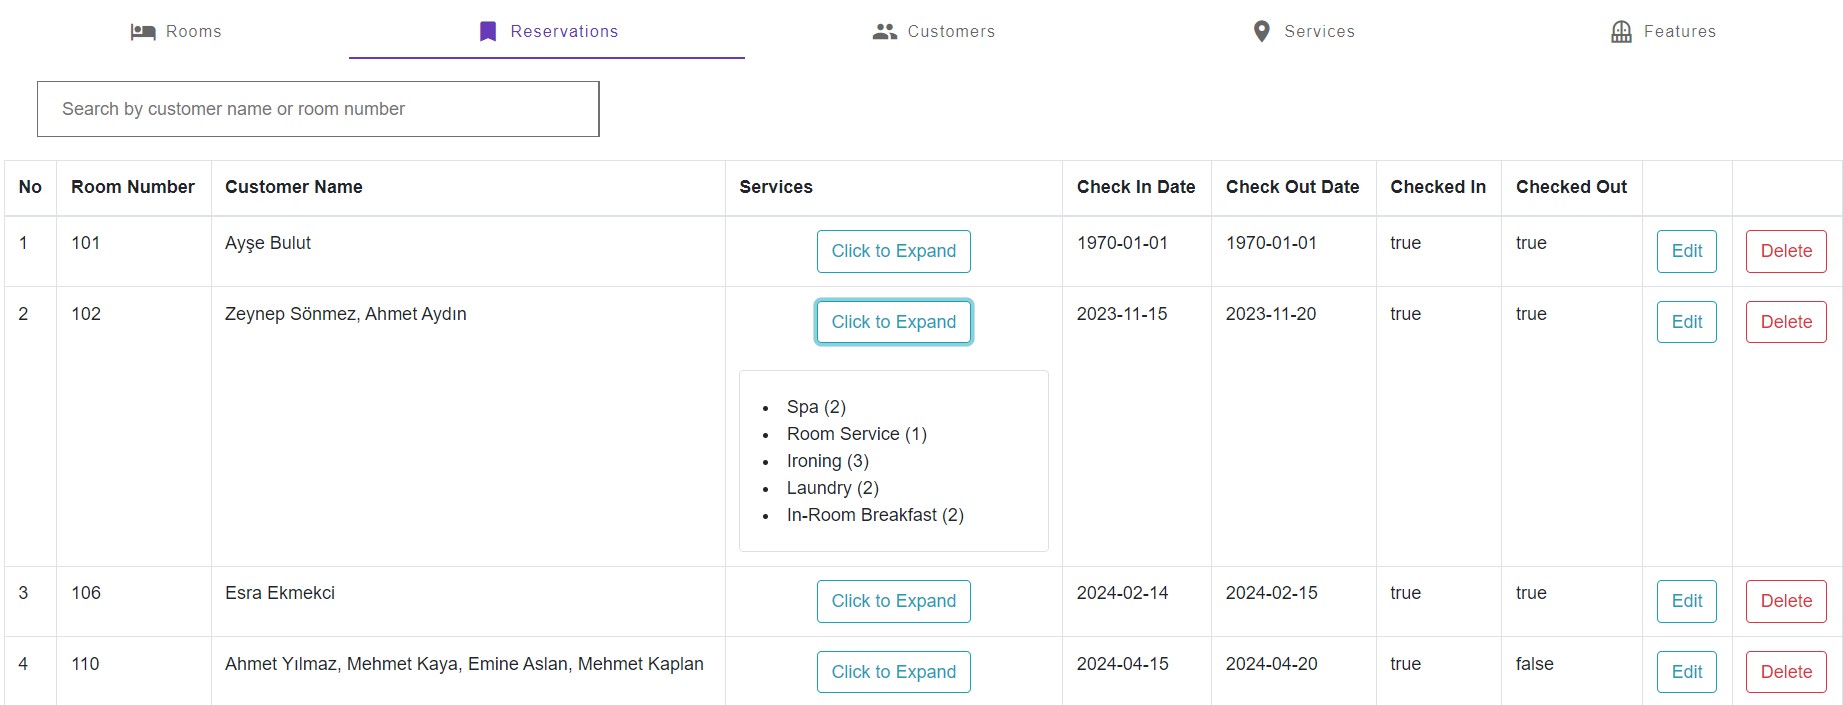 Rooms Reservations Customers Services Features
Search by customer name or room number
No Room Number Customer Name Services Check In Date Check Out Date Checked In Checked Out
1 101 Ayşe Bulut Click to Expand 1970-01-01 1970-01-01 true true Edit Delete
2 102 Zeynep Sönmez, Ahmet Aydın Click to Expand 2023-11-15 2023-11-20 true true Edit Delete
• Spa (2)
• Room Service (1)
• Ironing (3)
• Laundry (2)
• In-Room Breakfast (2)
3 106 Esra Ekmekci Click to Expand 2024-02-14 2024-02-15 true true Edit Delete
4 110 Ahmet Yılmaz, Mehmet Kaya, Emine Aslan, Mehmet Kaplan Click to Expand 2024-04-15 2024-04-20 true false Edit Delete